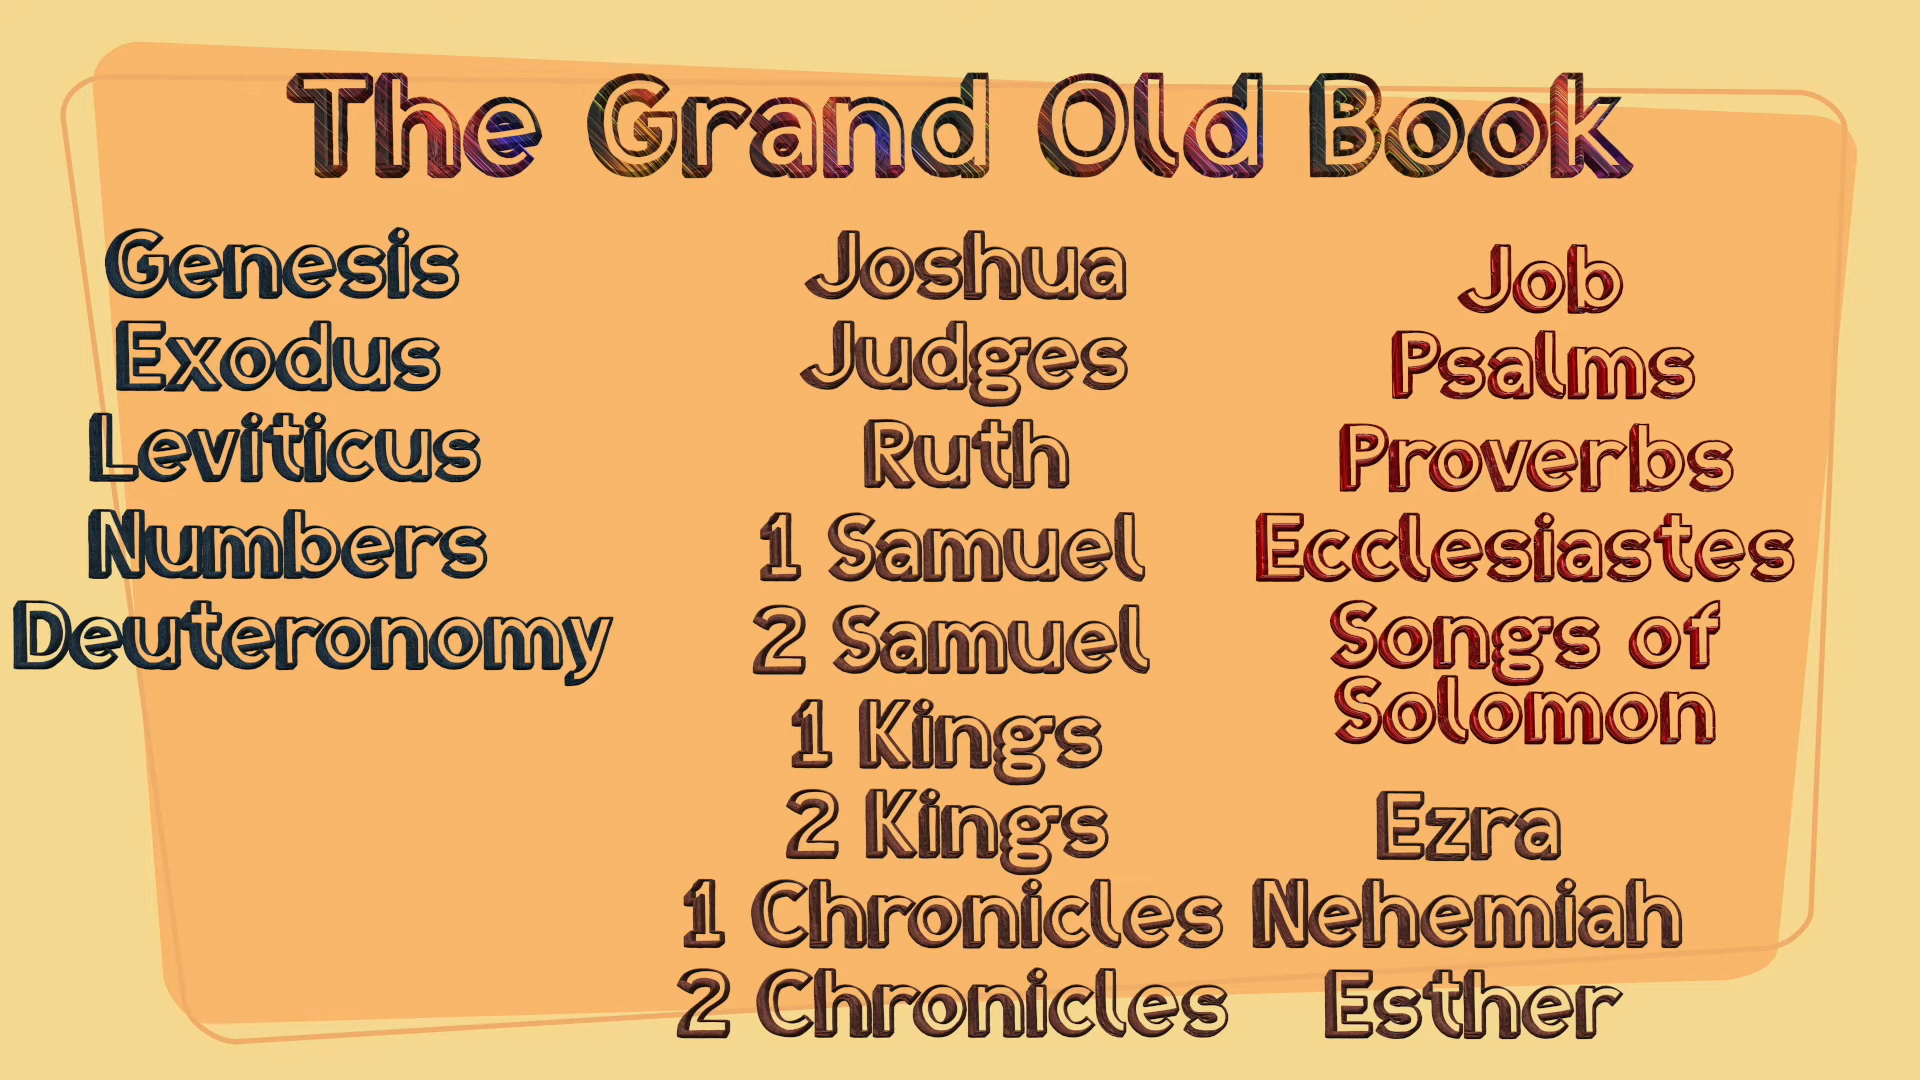 The Grand Old Book
Genesis
Exodus
Leviticus
Numbers
Deuteronomy
Joshua
Judges
Ruth
1 Samuel
2 Samuel
1 Kings
2 Kings
1 Chronicles
2 Chronicles
Job
Psalms
Proverbs
Ecclesiastes
Songs of
Solomon
Ezra
Nehemiah
Esther